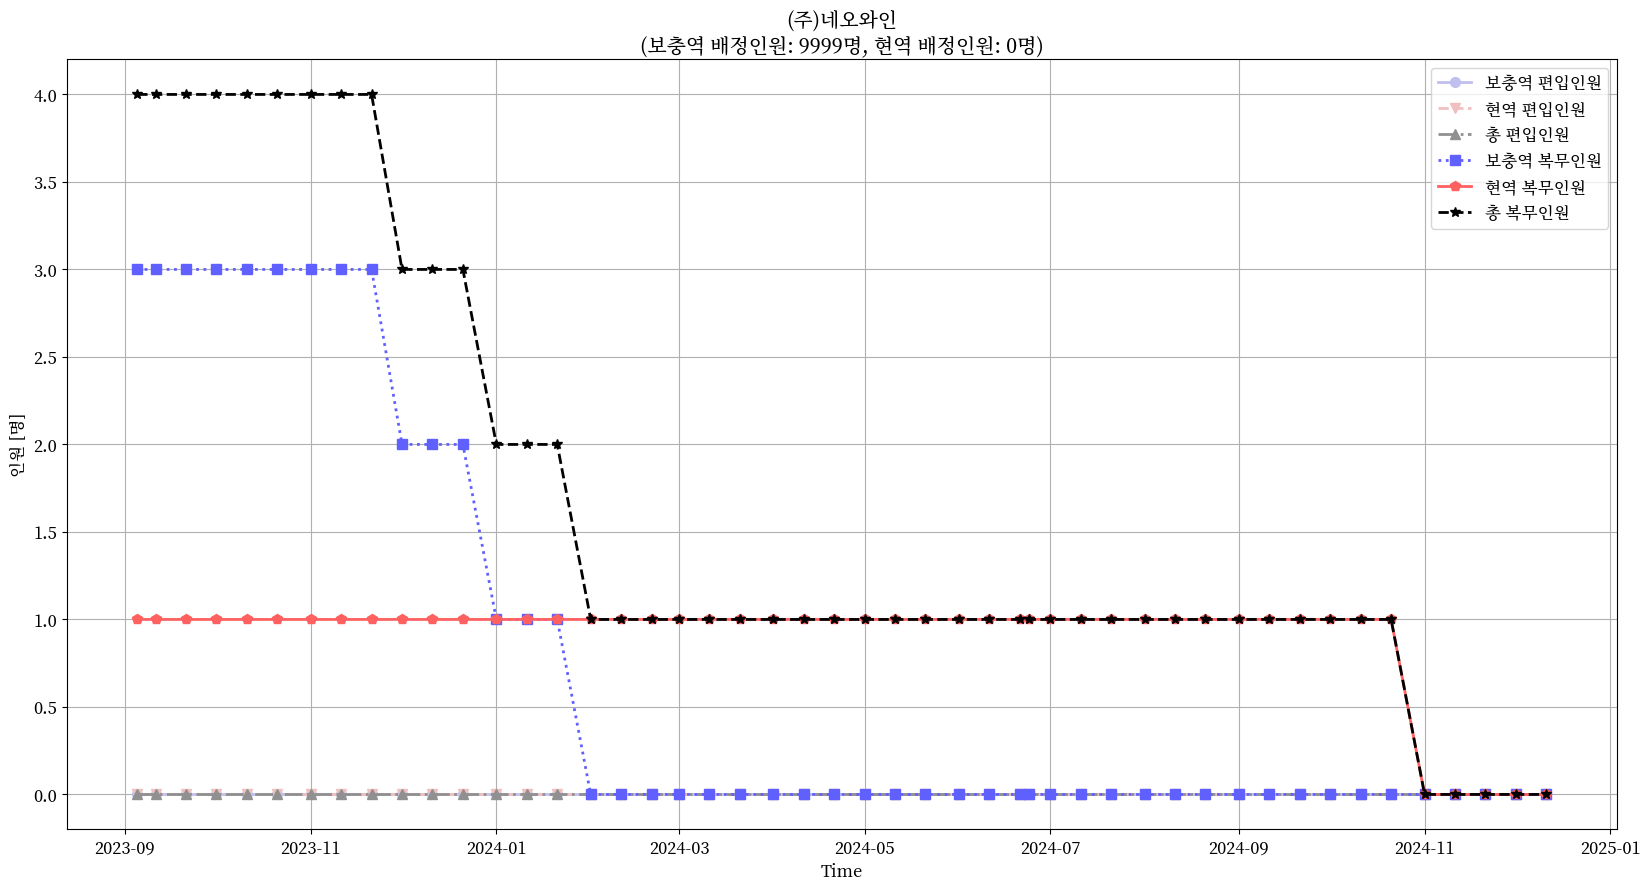 (주)네오와인
(보충역 배정인원: 9999명, 현역 배정인원: 0명)
보충역 편입인원
현역 편입인원
총 편입인원
보충역 복무인원
현역 복무인원
총 복무인원
인원 [명]
4.0
3.5
3.0
2.5
2.0
1.5
1.0
0.5
0.0
2023-09
2023-11
2024-01
2024-03
2024-05
2024-07
2024-09
2024-11
2025-01
Time